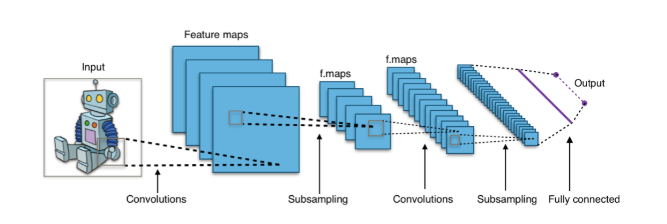 Feature maps
f.maps
Input
f.maps
Output
Convolutions
Subsampling
Convolutions
Subsampling
Fully connected